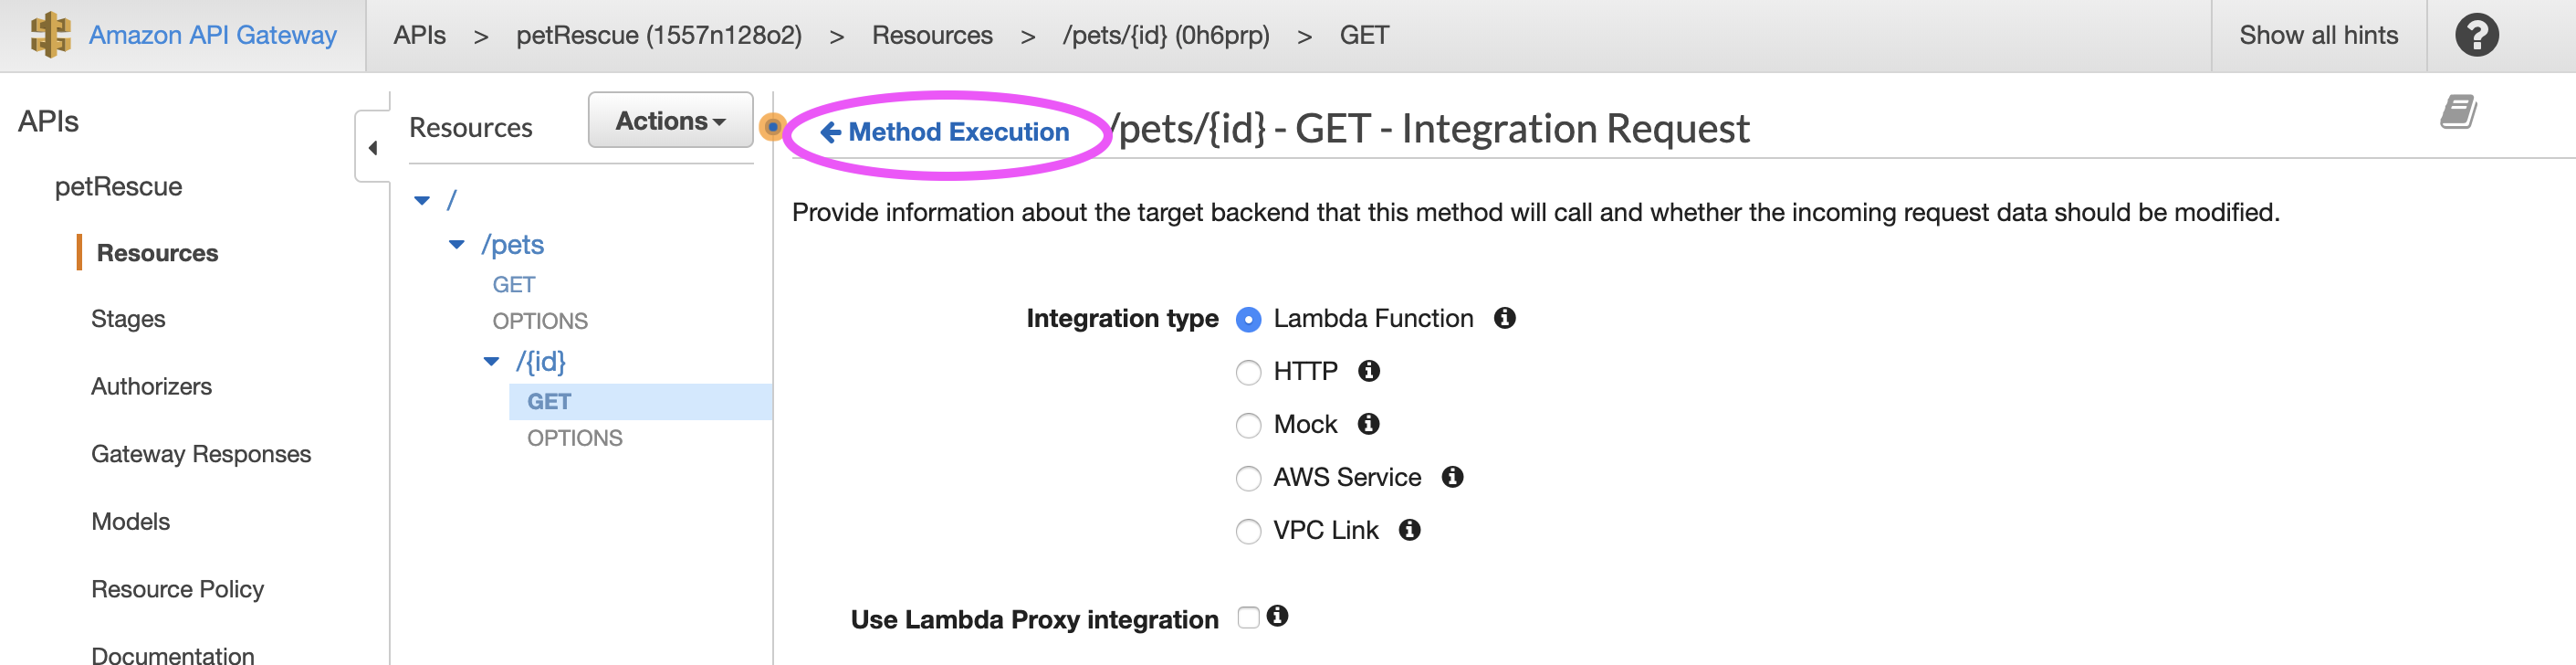 Amazon API Gateway APIs > petRescue (1557n128o2) > Resources > /pets/{id} (0h6prp) > GET Show all hints ?
APIs
petRescue
Resources
Stages
Authorizers
Gateway Responses
Models
Resource Policy
Documentation
Resources Actions
/
/pets
GET
OPTIONS
/{id}
GET
OPTIONS
Method Execution /pets/{id} - GET - Integration Request
Provide information about the target backend that this method will call and whether the incoming request data should be modified.
Integration type Lambda Function
HTTP
Mock
AWS Service
VPC Link
Use Lambda Proxy integration